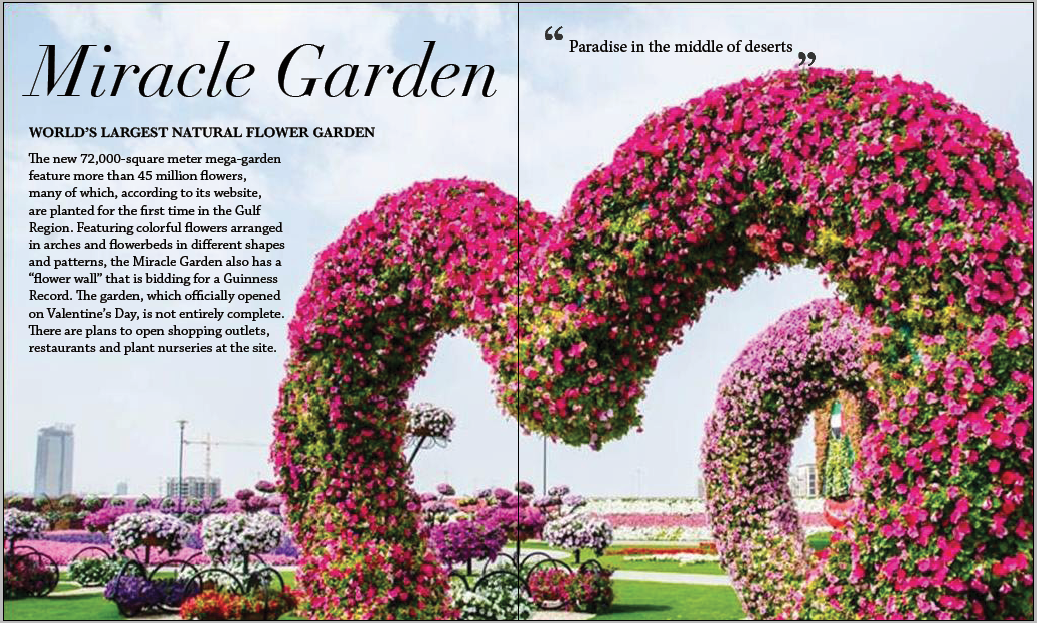 Miracle Garden
WORLD’S LARGEST NATURAL FLOWER GARDEN
The new 72,000-square meter mega-garden
feature more than 45 million flowers,
many of which, according to its website,
are planted for the first time in the Gulf
Region. Featuring colorful flowers arranged
in arches and flowerbeds in different shapes
and patterns, the Miracle Garden also has a
“flower wall” that is bidding for a Guinness
Record. The garden, which officially opened
on Valentine’s Day, is not entirely complete.
There are plans to open shopping outlets,
restaurants and plant nurseries at the site.
“ Paradise in the middle of deserts ”